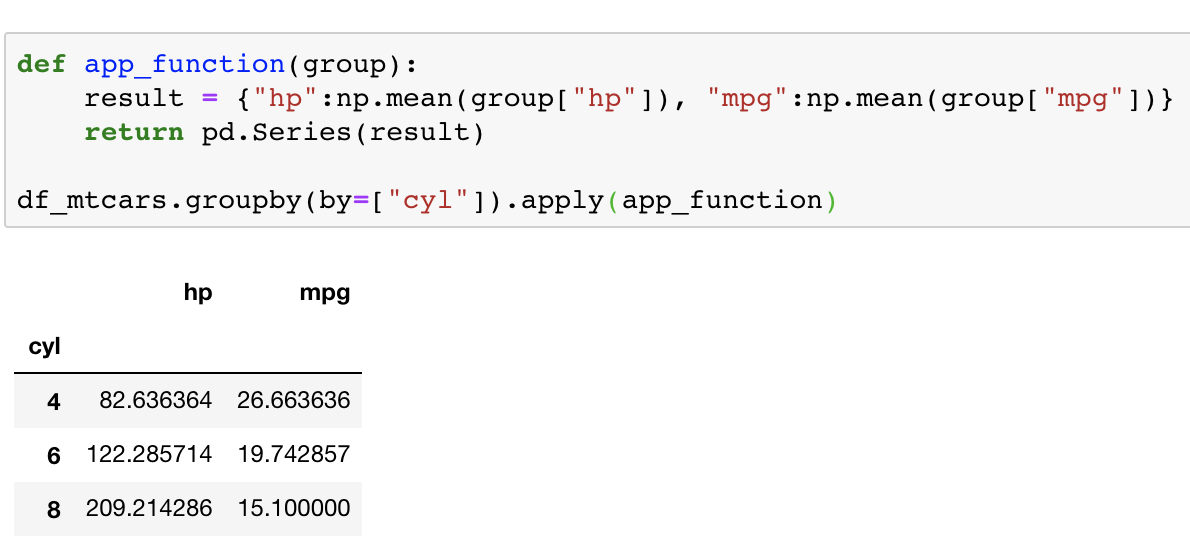 def app_function(group):
    result = {"hp":np.mean(group["hp"]), "mpg":np.mean(group["mpg"])}
    return pd.Series(result)

df_mtcars.groupby(by=["cyl"]).apply(app_function)
hp mpg
cyl
4 82.636364 26.663636
6 122.285714 19.742857
8 209.214286 15.100000